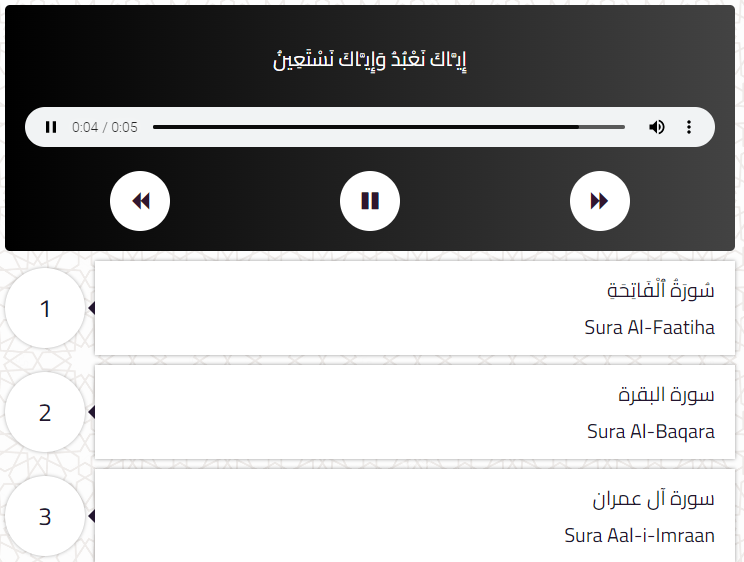 إِيَّاكَ نَعْبُدُ وَإِيَّاكَ نَسْتَعِينُ
0:04 / 0:05
1
سُورَةُ ٱلْفَاتِحَةِ
Sura Al-Faatiha
2
سورة البقرة
Sura Al-Baqara
3
سورة آل عمران
Sura Aal-i-Imraan